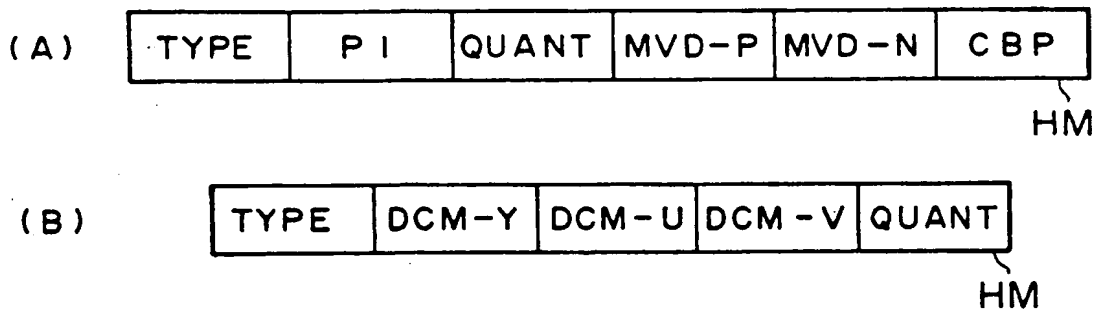 (A) TYPE PI QUANT MVD-P MVD-N CBP
HM
(B) TYPE DCM-Y DCM-U DCM-V QUANT
HM